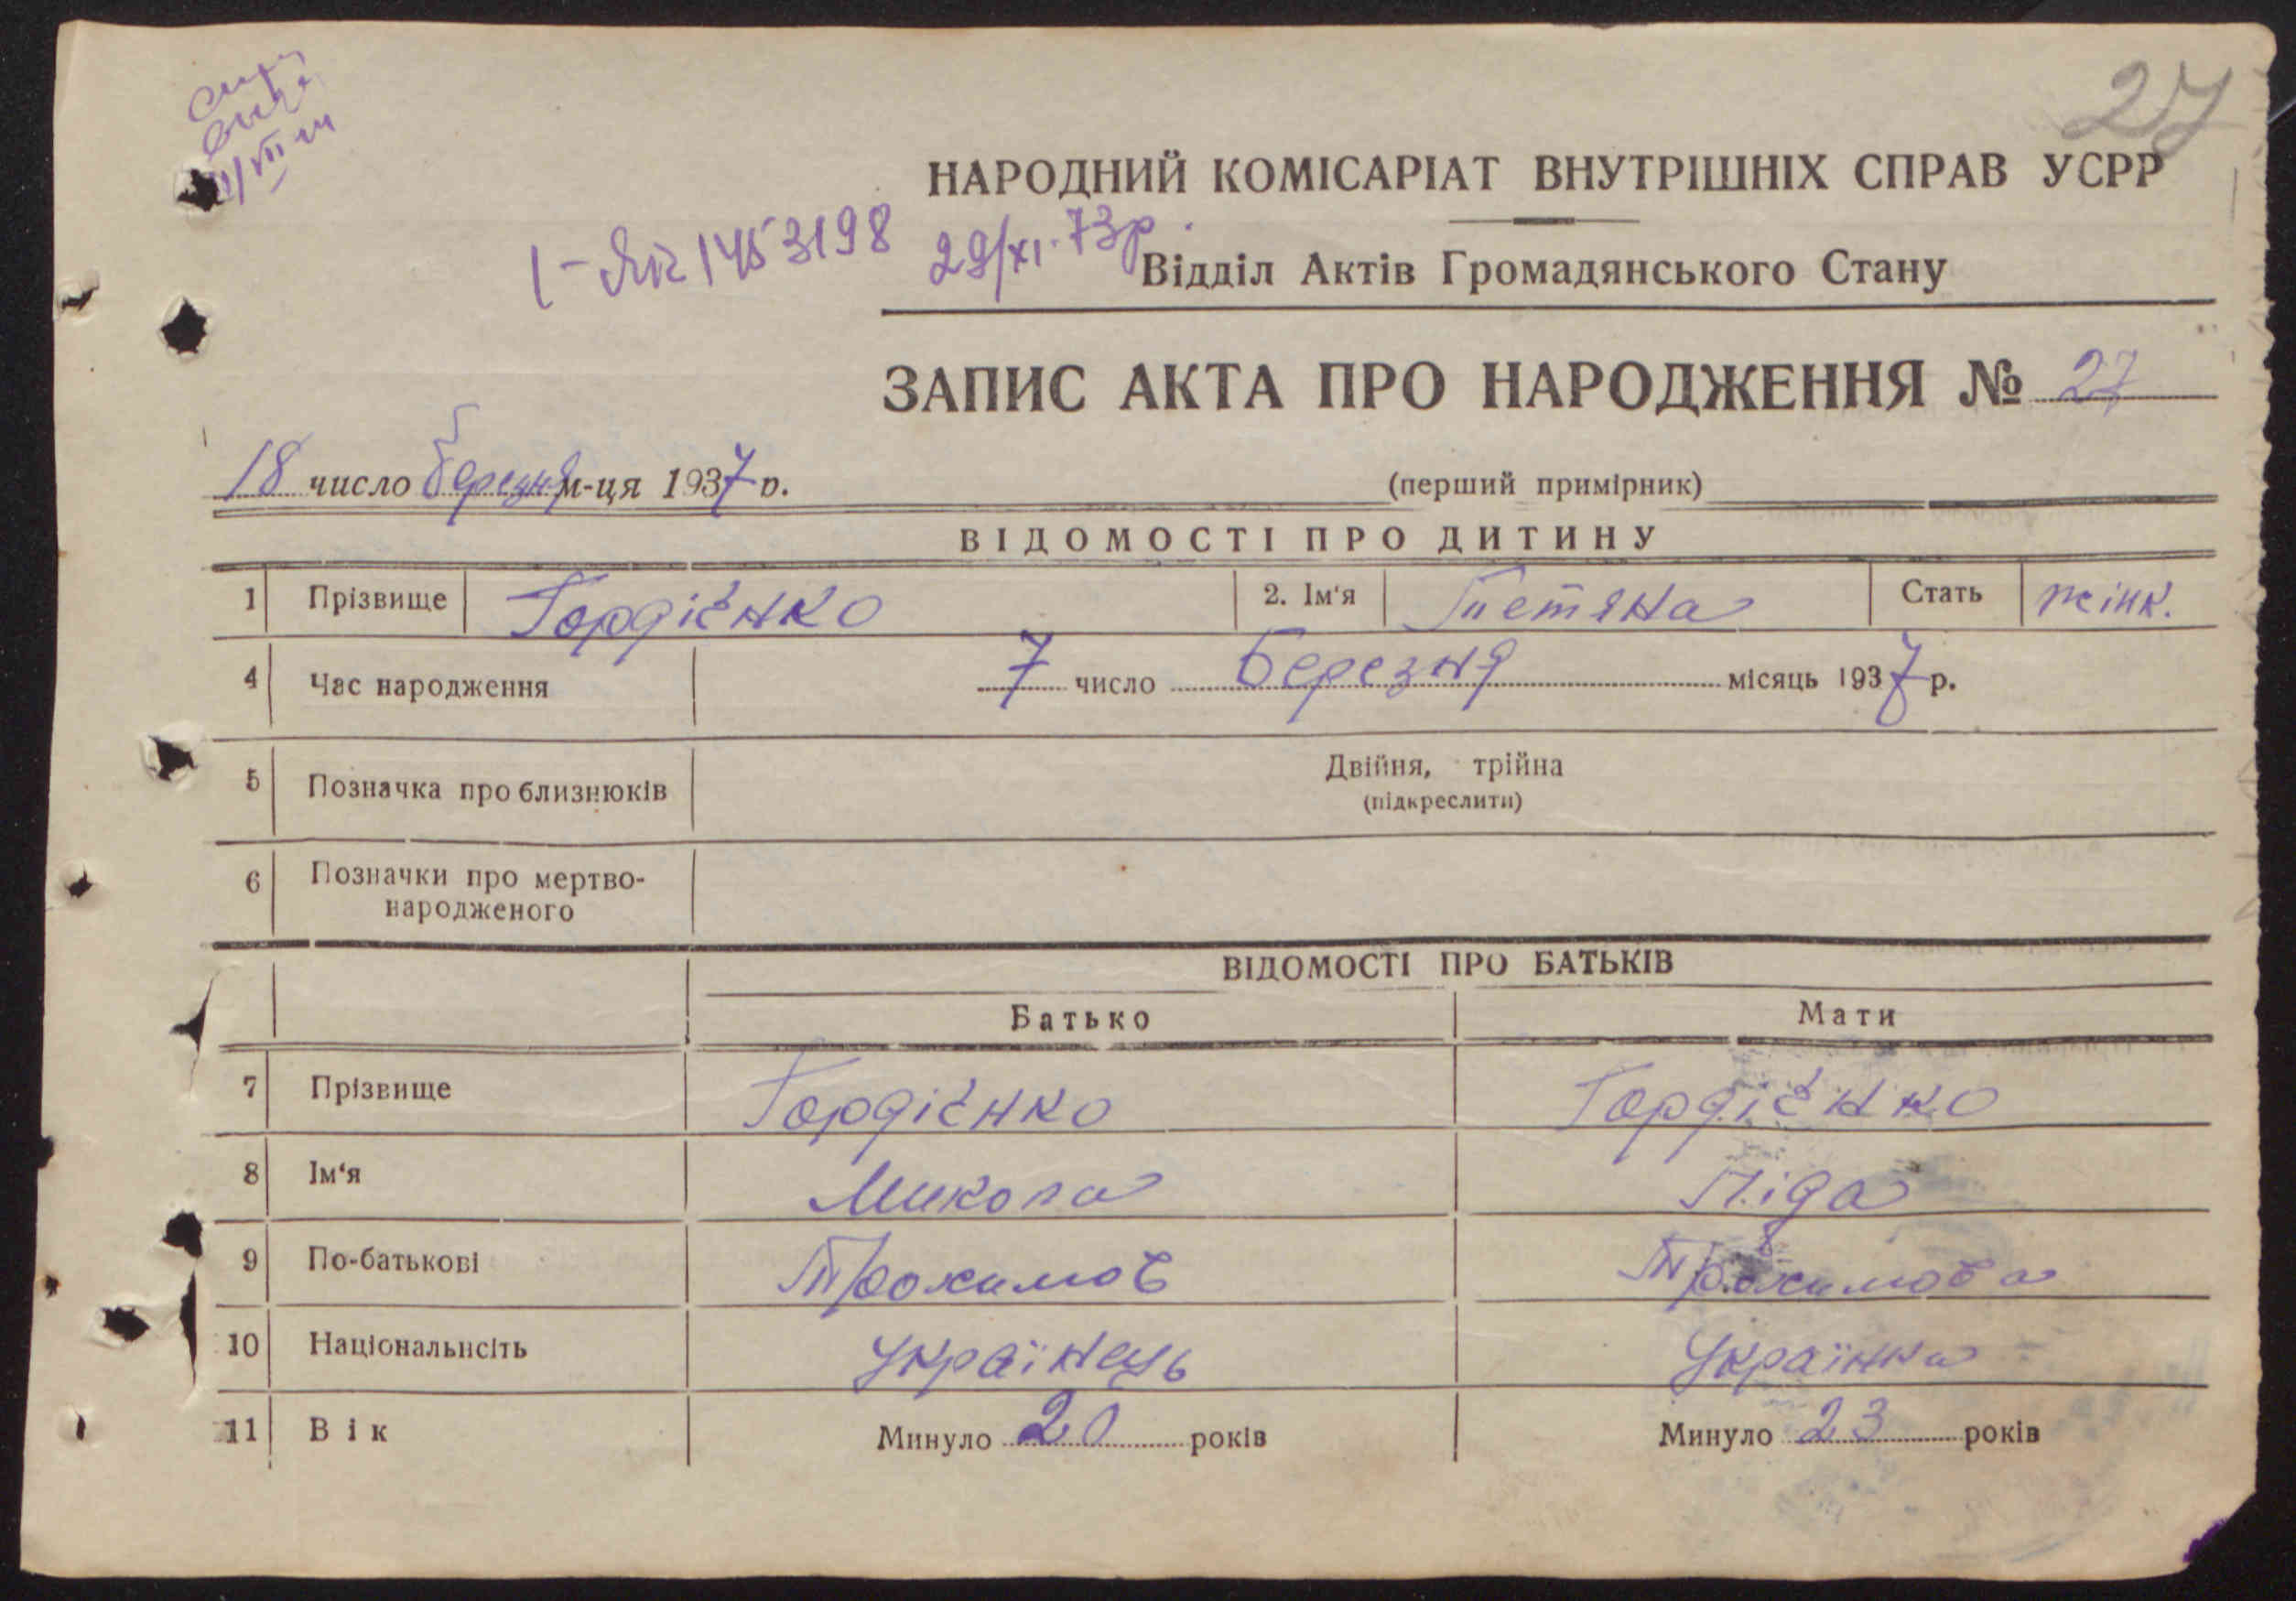 27
НАРОДНИЙ КОМІСАРІАТ ВНУТРІШНІХ СПРАВ УСРР
1453198 29/XI. 73р.
Відділ Актів Громадянського Стану
ЗАПИС АКТА ПРО НАРОДЖЕННЯ № 27
18 число березня м-ця 1937 р.
(перший примірник)
ВІДОМОСТІ ПРО ДИТИНУ
1 Прізвище Гордієнко 2. Ім'я Тетяна Стать жінк.
4 Час народження 7 число Березня місяць 1937 р.
5 Позначка про близнюків Двійня, трійна
(підкреслити)
6 Позначки про мертво-
народженого
ВІДОМОСТІ ПРО БАТЬКІВ
Батько Мати
7 Прізвище Гордієнко Гордієнко
8 Ім'я Микола Ліда
9 По-батькові Трохимов Трохимова
10 Національнсіть Українець Українка
11 Вік Минуло 20 років Минуло 23 років